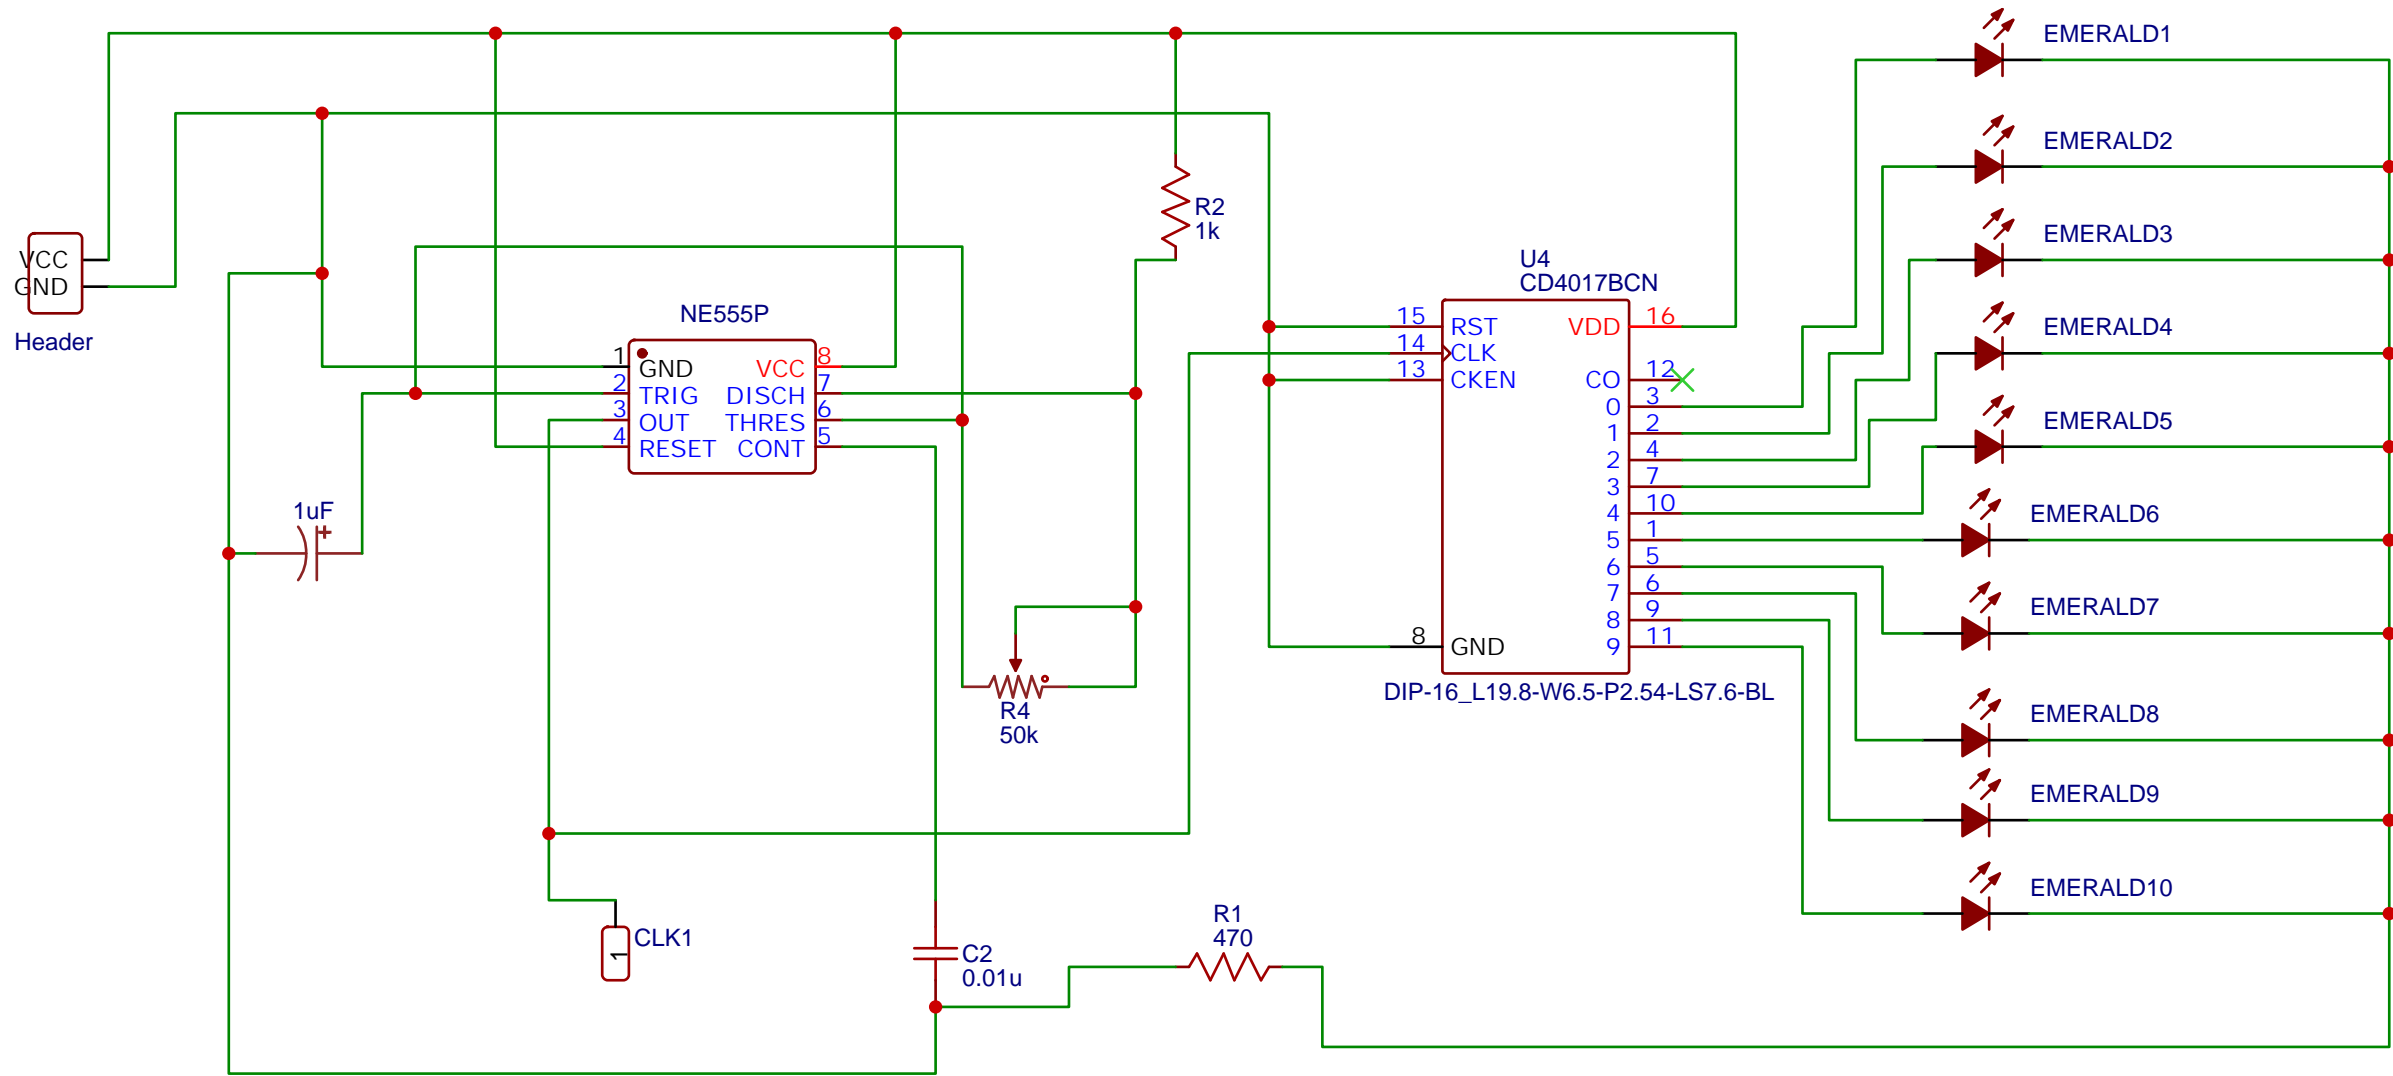 EMERALD1
EMERALD2
EMERALD3
EMERALD4
EMERALD5
EMERALD6
EMERALD7
EMERALD8
EMERALD9
EMERALD10
VCC
GND
Header
NE555P
1
GND
2
TRIG
3
OUT
4
RESET
VCC
8
DISCH
7
THRES
6
CONT
5
R2
1k
1uF
+
R4
50k
U4
CD4017BCN
15
RST
14
CLK
13
CKEN
8
GND
VDD
16
CO
12
0
3
1
2
2
4
3
7
4
10
5
1
6
5
7
6
8
9
9
11
DIP-16_L19.8-W6.5-P2.54-LS7.6-BL
1
CLK1
C2
0.01u
R1
470